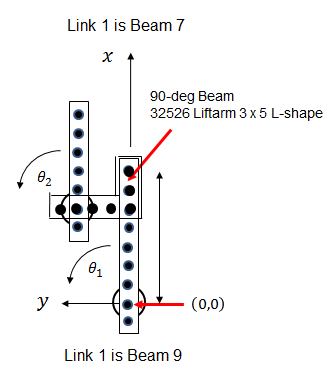 Link 1 is Beam 7
x
90-deg Beam
32526 Liftarm 3 x 5 L-shape
θ2
θ1
y
(0,0)
Link 1 is Beam 9